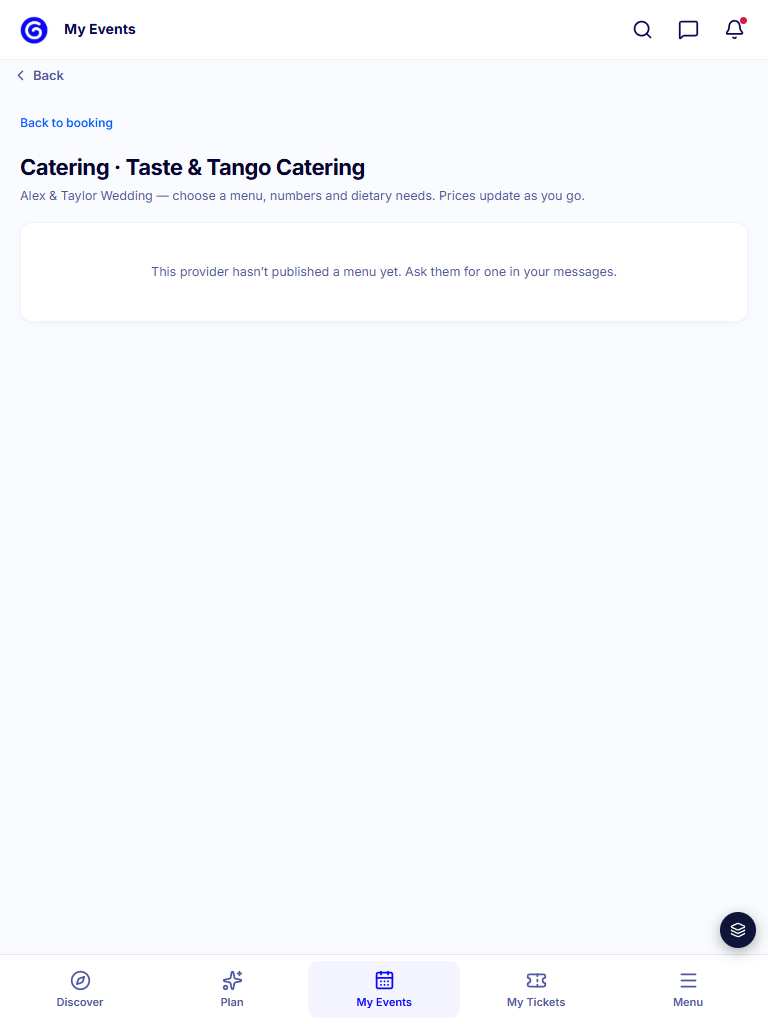 My Events
Back
Back to booking
Catering · Taste & Tango Catering
Alex & Taylor Wedding — choose a menu, numbers and dietary needs. Prices update as you go.
This provider hasn't published a menu yet. Ask them for one in your messages.
Discover
Plan
My Events
My Tickets
Menu